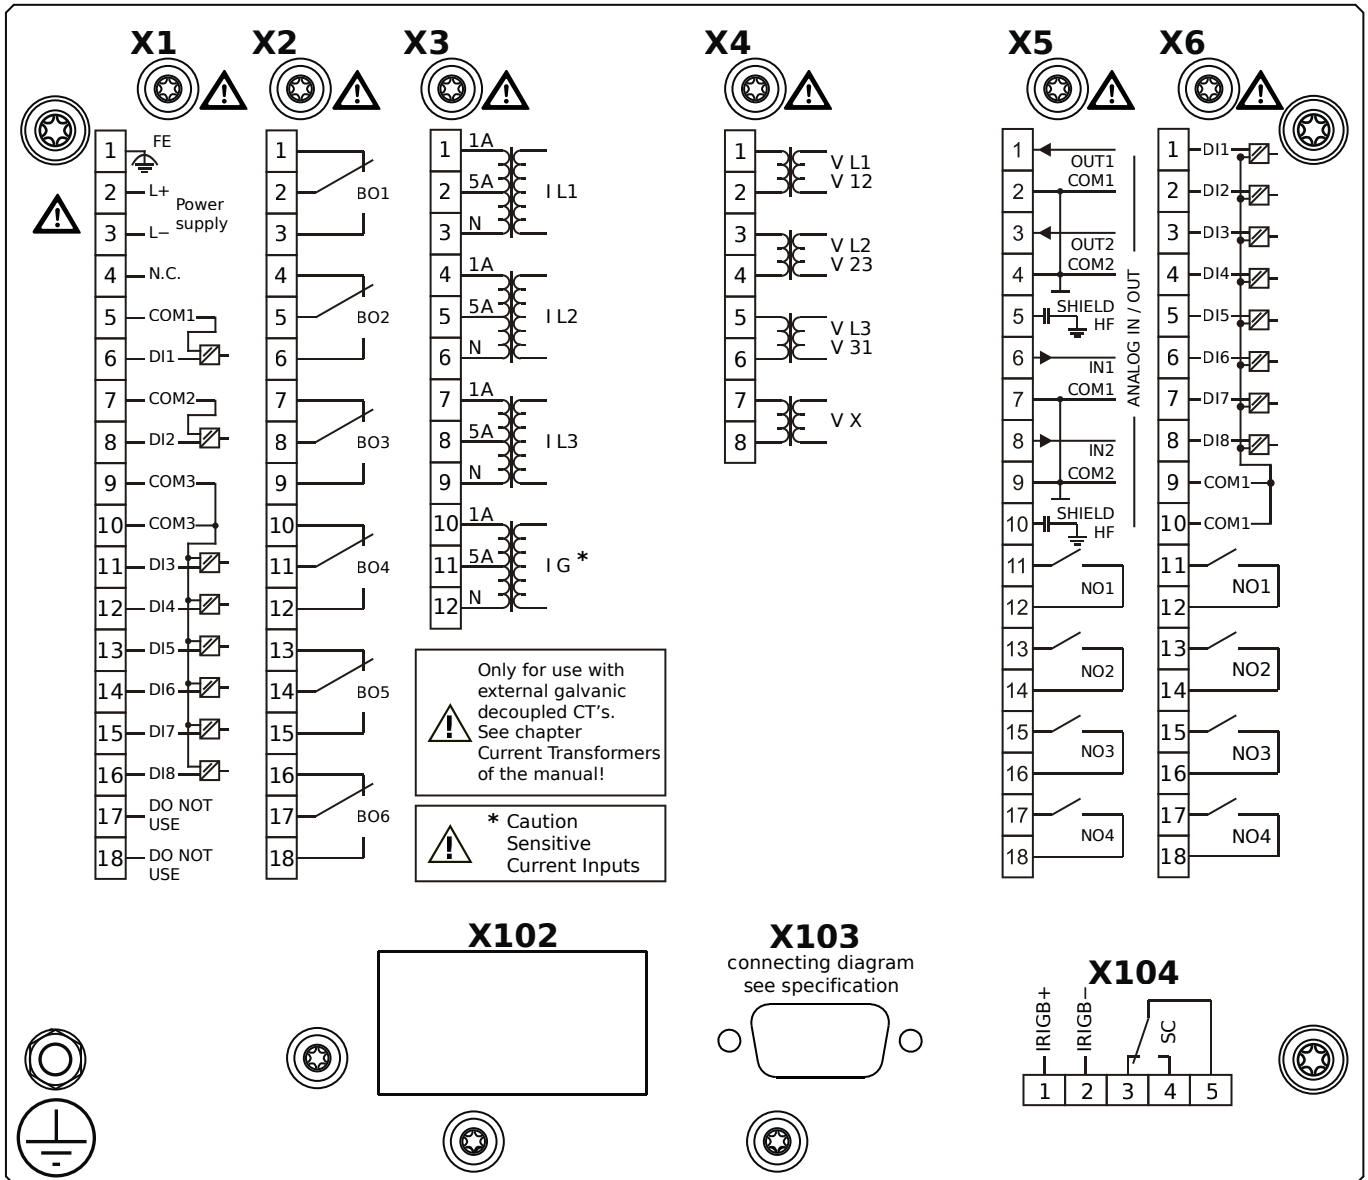 X1 X2 X3 X4 X5 X6
1 FE
2 L+
Power
supply
3 L−
4 N.C.
5 COM1
6 DI1
7 COM2
8 DI2
9 COM3
10 COM3
11 DI3
12 DI4
13 DI5
14 DI6
15 DI7
16 DI8
17 DO NOT
USE
18 DO NOT
USE
1
2 BO1
3
4
5 BO2
6
7
8 BO3
9
10
11 BO4
12
13
14 BO5
15
16
17 BO6
18
1 1A
2 5A I L1
3 N
4 1A
5 5A I L2
6 N
7 1A
8 5A I L3
9 N
10 1A
11 5A I G *
12 N
Only for use with
external galvanic
decoupled CT's.
See chapter
Current Transformers
of the manual!
* Caution
Sensitive
Current Inputs
1 V L1
2 V 12
3 V L2
4 V 23
5 V L3
6 V 31
7 V X
8
1 OUT1
2 COM1
3 OUT2
4 COM2
5 SHIELD
HF
6 IN1
7 COM1
8 IN2
9 COM2
10 SHIELD
HF
ANALOG IN / OUT
11 NO1
12
13 NO2
14
15 NO3
16
17 NO4
18
1 DI1
2 DI2
3 DI3
4 DI4
5 DI5
6 DI6
7 DI7
8 DI8
9 COM1
10 COM1
11 NO1
12
13 NO2
14
15 NO3
16
17 NO4
18
X102
X103
connecting diagram
see specification
X104
IRIGB+
IRIGB−
SC
1 2 3 4 5